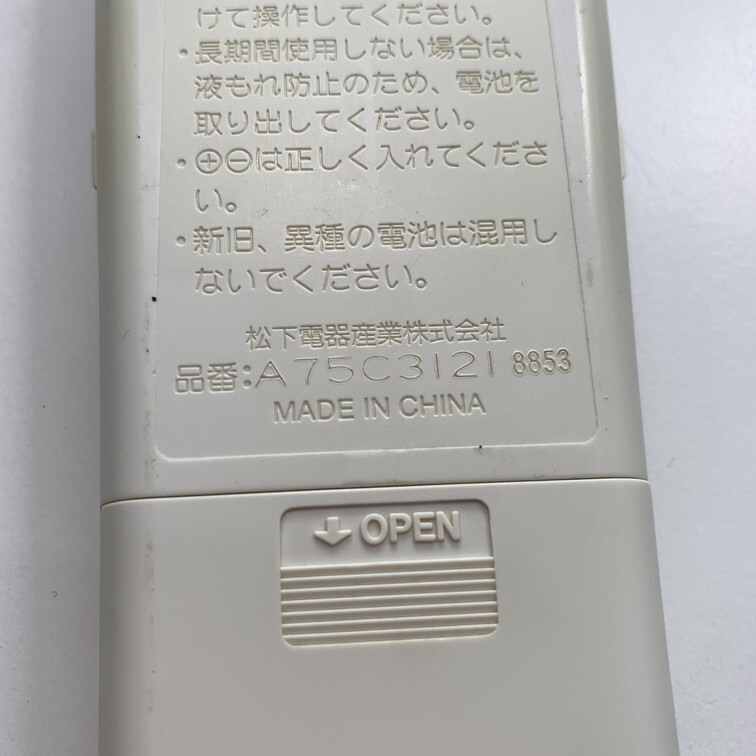 けて操作してください。
・長期間使用しない場合は、
液もれ防止のため、電池を
取り出してください。
・⊕⊖は正しく入れてくださ
い。
・新旧、異種の電池は混用し
ないでください。
松下電器産業株式会社
品番:A75C3121 8853
MADE IN CHINA
↓ OPEN